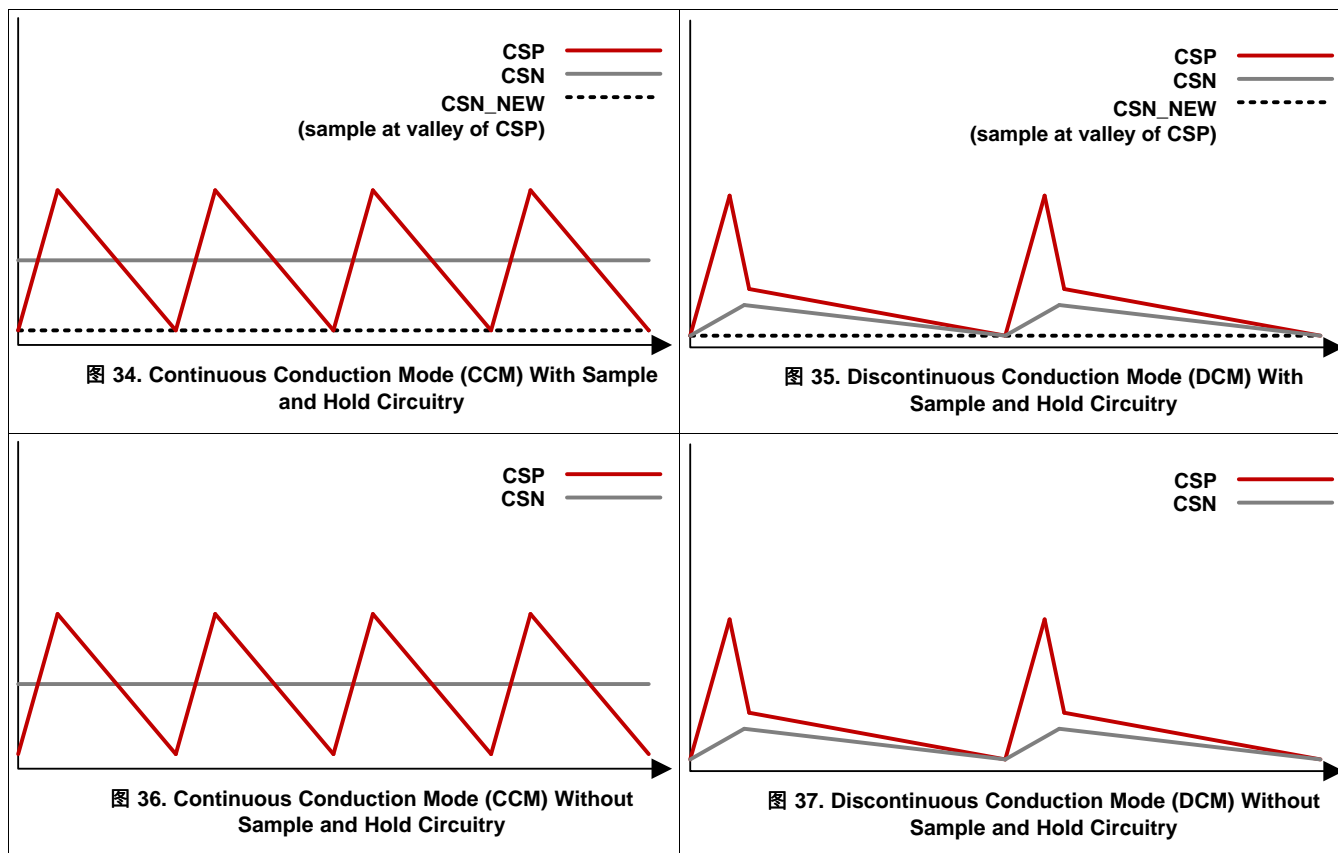 CSP
CSN
CSN_NEW
(sample at valley of CSP)
图 34. Continuous Conduction Mode (CCM) With Sample
and Hold Circuitry
CSP
CSN
CSN_NEW
(sample at valley of CSP)
图 35. Discontinuous Conduction Mode (DCM) With
Sample and Hold Circuitry
CSP
CSN
图 36. Continuous Conduction Mode (CCM) Without
Sample and Hold Circuitry
CSP
CSN
图 37. Discontinuous Conduction Mode (DCM) Without
Sample and Hold Circuitry